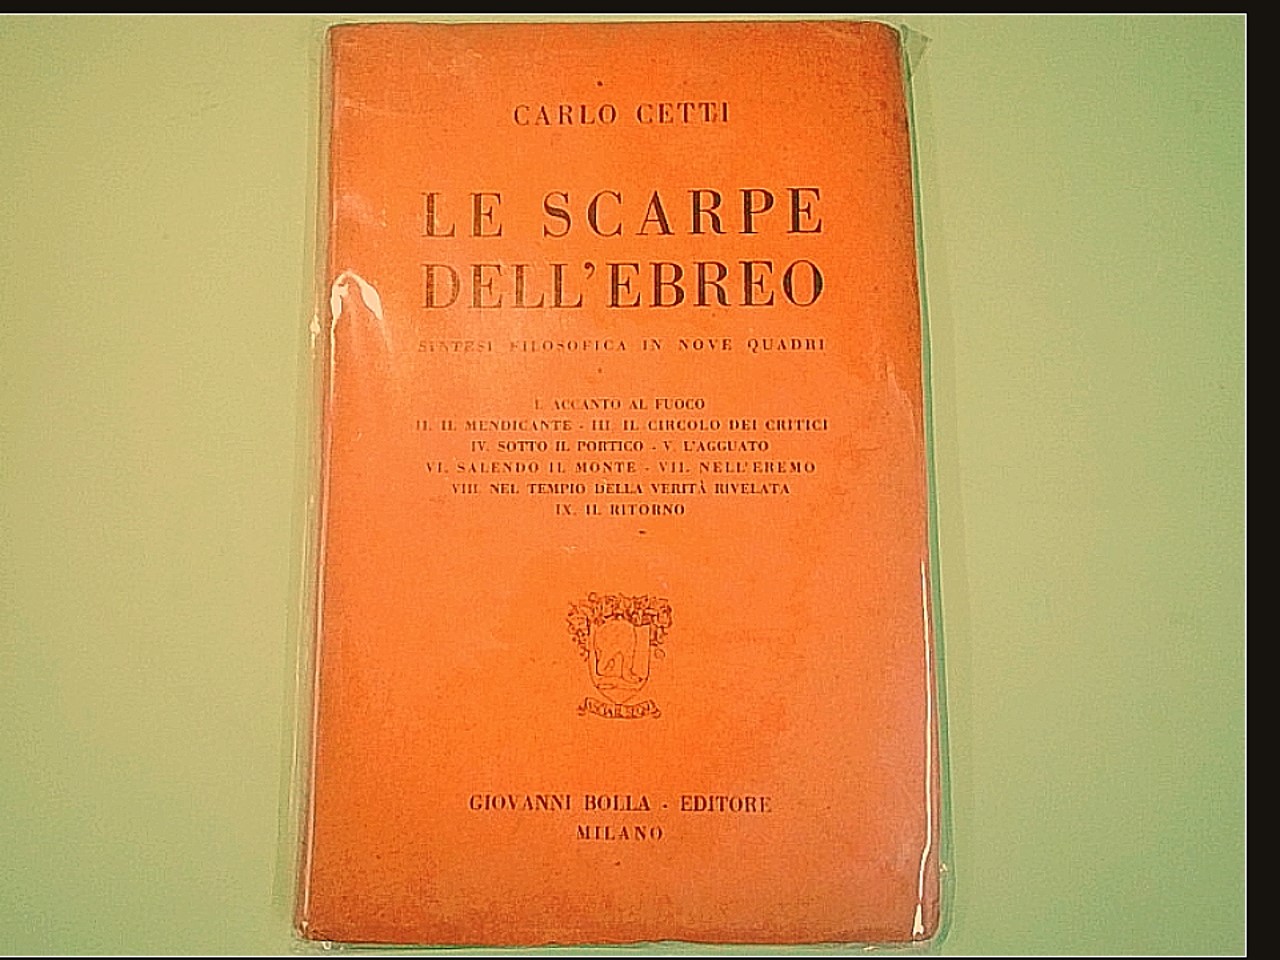 CARLO CETTI
LE SCARPE
DELL'EBREO
SINTESI FILOSOFICA IN NOVE QUADRI
I. ACCANTO AL FUOCO
II. IL MENDICANTE - III. IL CIRCOLO DEI CRITICI
IV. SOTTO IL PORTICO - V. L'AGGUATO
VI. SALENDO IL MONTE - VII. NELL'EREMO
VIII. NEL TEMPIO DELLA VERITÀ RIVELATA
IX. IL RITORNO
GIOVANNI BOLLA - EDITORE
MILANO